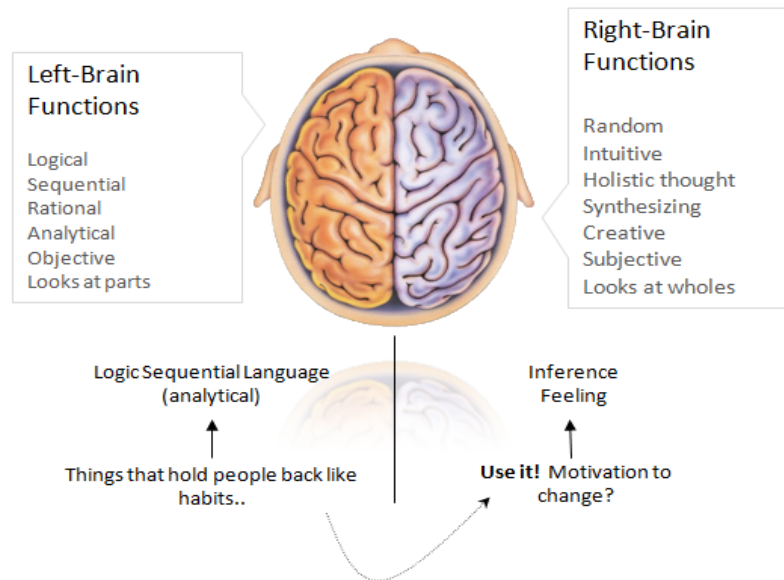 Left-Brain
Functions
Logical
Sequential
Rational
Analytical
Objective
Looks at parts
Right-Brain
Functions
Random
Intuitive
Holistic thought
Synthesizing
Creative
Subjective
Looks at wholes
Logic Sequential Language
(analytical)
Things that hold people back like
habits..
Inference
Feeling
Use it! Motivation to
change?